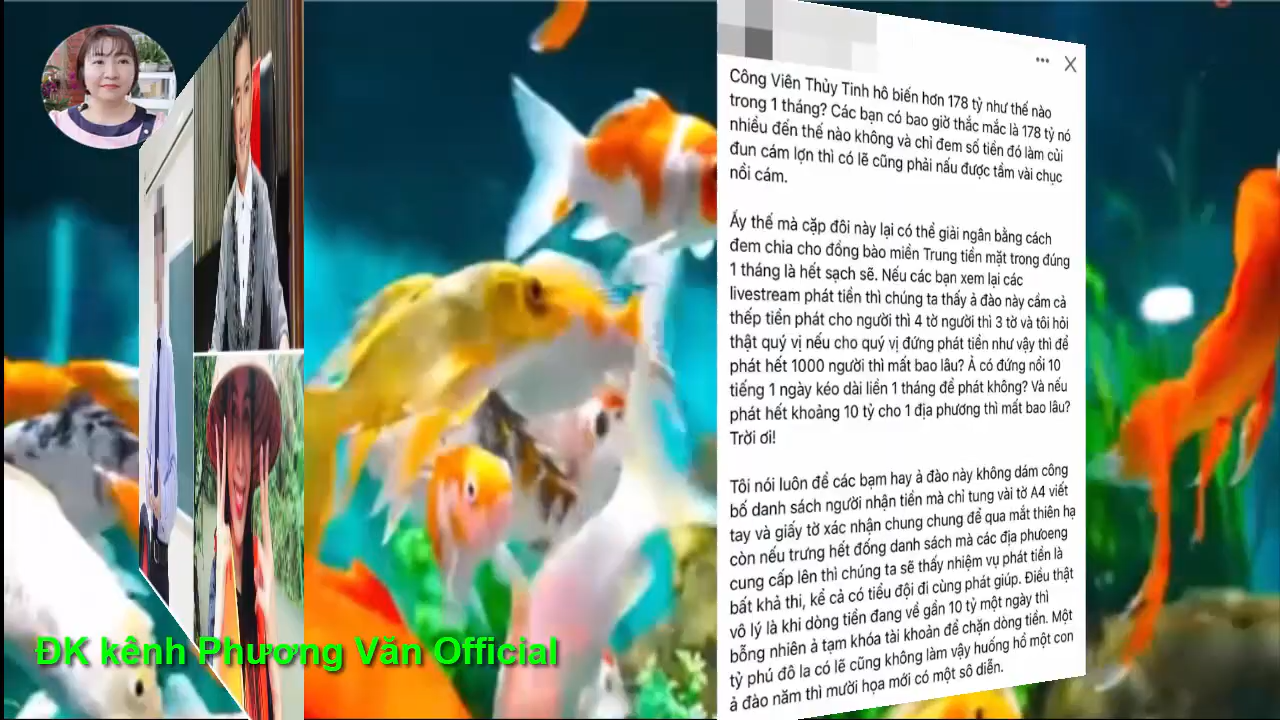 Công Viên Thủy Tinh hô biến hơn 178 tỷ như thế nào
trong 1 tháng? Các bạn có bao giờ thắc mắc là 178 tỷ nó
nhiều đến thế nào không và chỉ đem số tiền đó làm củi
đun cám lợn thì có lẽ cũng phải nấu được tầm vài chục
nồi cám.
Ấy thế mà cặp đôi này lại có thể giải ngân bằng cách
đem chia cho đồng bào miền Trung tiền mặt trong đúng
1 tháng là hết sạch sẽ. Nếu các bạn xem lại các
livestream phát tiền thì chúng ta thấy ả đào này cầm cả
thếp tiền phát cho người thì 4 tờ người thì 3 tờ và tôi hỏi
thật quý vị nếu cho quý vị đứng phát tiền như vậy thì để
phát hết 1000 người thì mất bao lâu? Ả có đứng nổi 10
tiếng 1 ngày kéo dài liền 1 tháng để phát không? Và nếu
phát hết khoảng 10 tỷ cho 1 địa phương thì mất bao lâu?
Trời ơi!
Tôi nói luôn để các bạm hay ả đào này không dám công
bố danh sách người nhận tiền mà chỉ tung vài tờ A4 viết
tay và giấy tờ xác nhận chung chung để qua mắt thiên hạ
còn nếu trưng hết đống danh sách mà các địa phưoeng
cung cấp lên thì chúng ta sẽ thấy nhiệm vụ phát tiền là
bất khả thi, kể cả có tiểu đội đi cùng phát giúp. Điều thật
vô lý là khi dòng tiền đang về gần 10 tỷ một ngày thì
bỗng nhiên ả tạm khóa tài khoản để chặn dòng tiền. Một
tỷ phú đô la có lẽ cũng không làm vậy huống hồ một con
ả đào năm thì mười họa mới có một sô diễn.
ĐK kênh Phương Văn Official